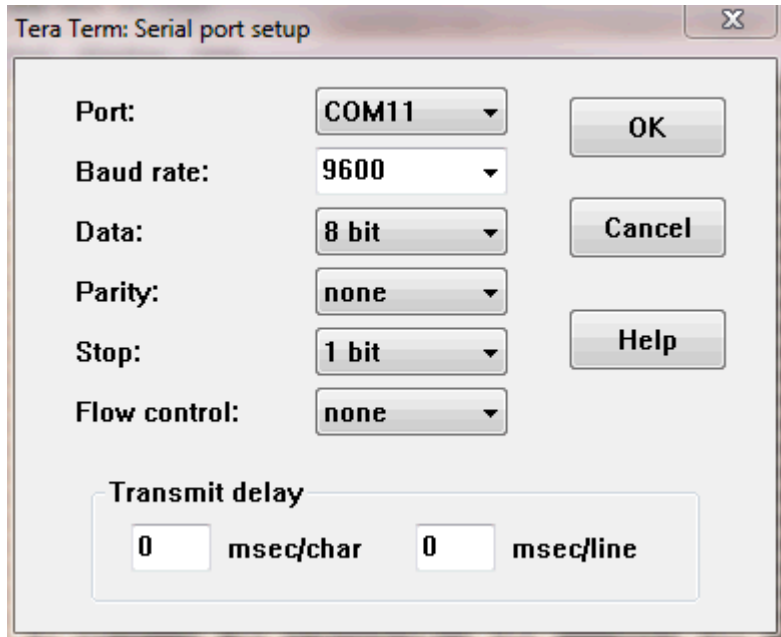 Tera Term: Serial port setup
Port: COM11 OK
Baud rate: 9600
Data: 8 bit Cancel
Parity: none
Stop: 1 bit Help
Flow control: none
Transmit delay
0 msec/char 0 msec/line